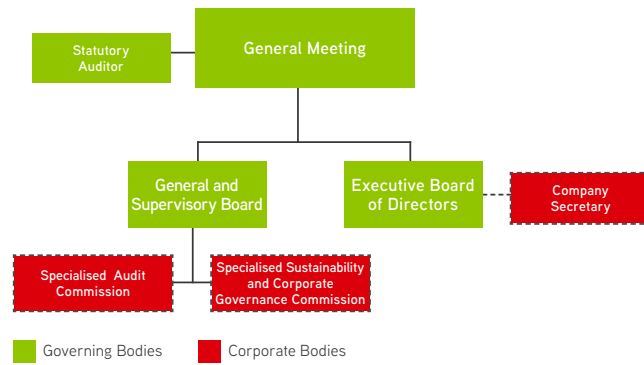 General Meeting
Statutory
Auditor
General and
Supervisory Board
Executive Board
of Directors
Company
Secretary
Specialised Audit
Commission
Specialised Sustainability
and Corporate
Governance Commission
Governing Bodies
Corporate Bodies